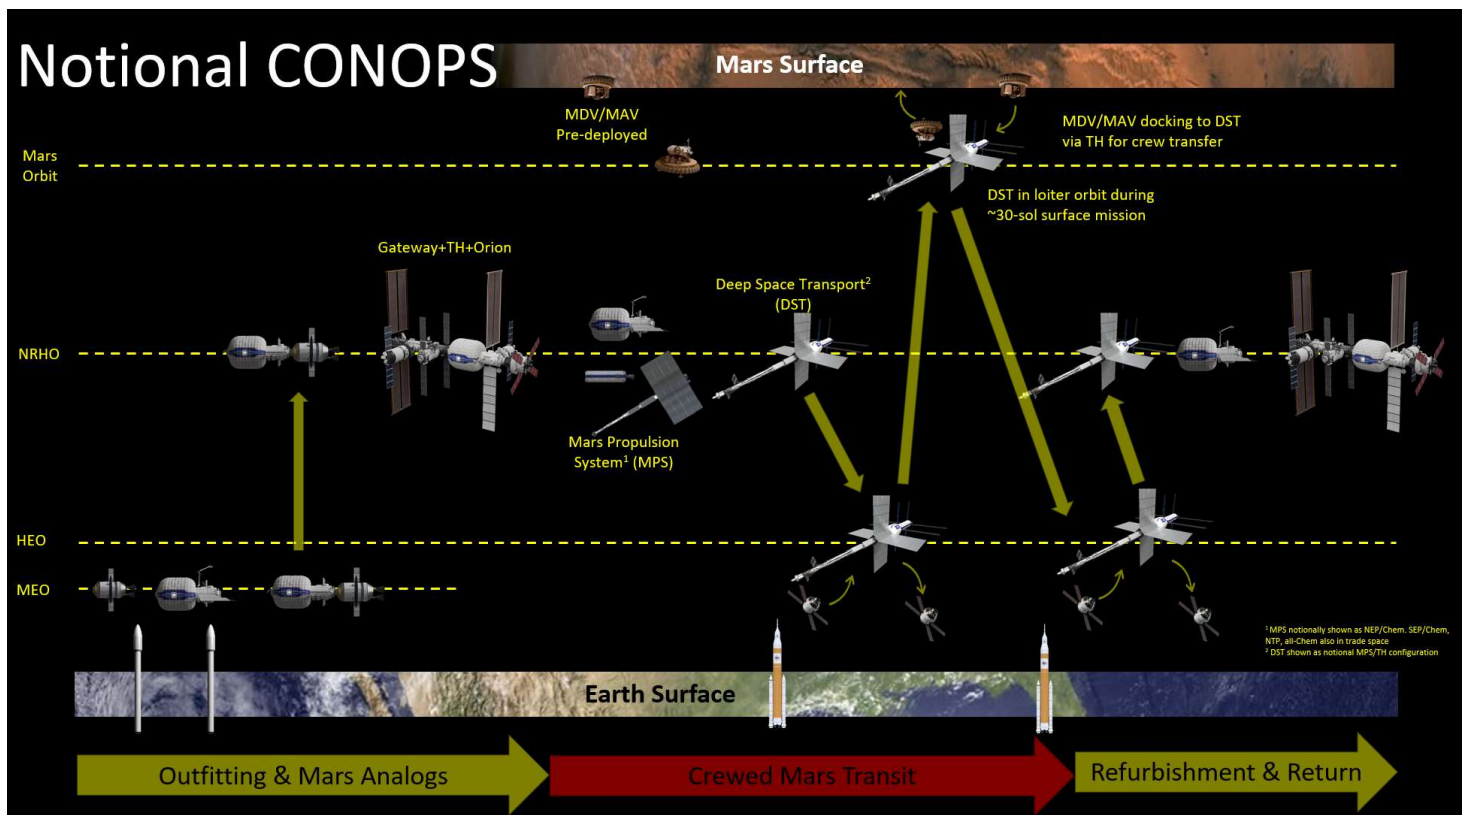 Notional CONOPS
Mars Surface
MDV/MAV
Pre-deployed
MDV/MAV docking to DST
via TH for crew transfer
Mars
Orbit
DST in loiter orbit during
~30-sol surface mission
Gateway+TH+Orion
Deep Space Transport²
(DST)
NRHO
Mars Propulsion
System¹ (MPS)
HEO
MEO
¹ MPS notionally shown as NEP/Chem. SEP/Chem,
NTP, all-Chem also in trade space
² DST shown as notional MPS/TH configuration
Earth Surface
Outfitting & Mars Analogs
Crewed Mars Transit
Refurbishment & Return